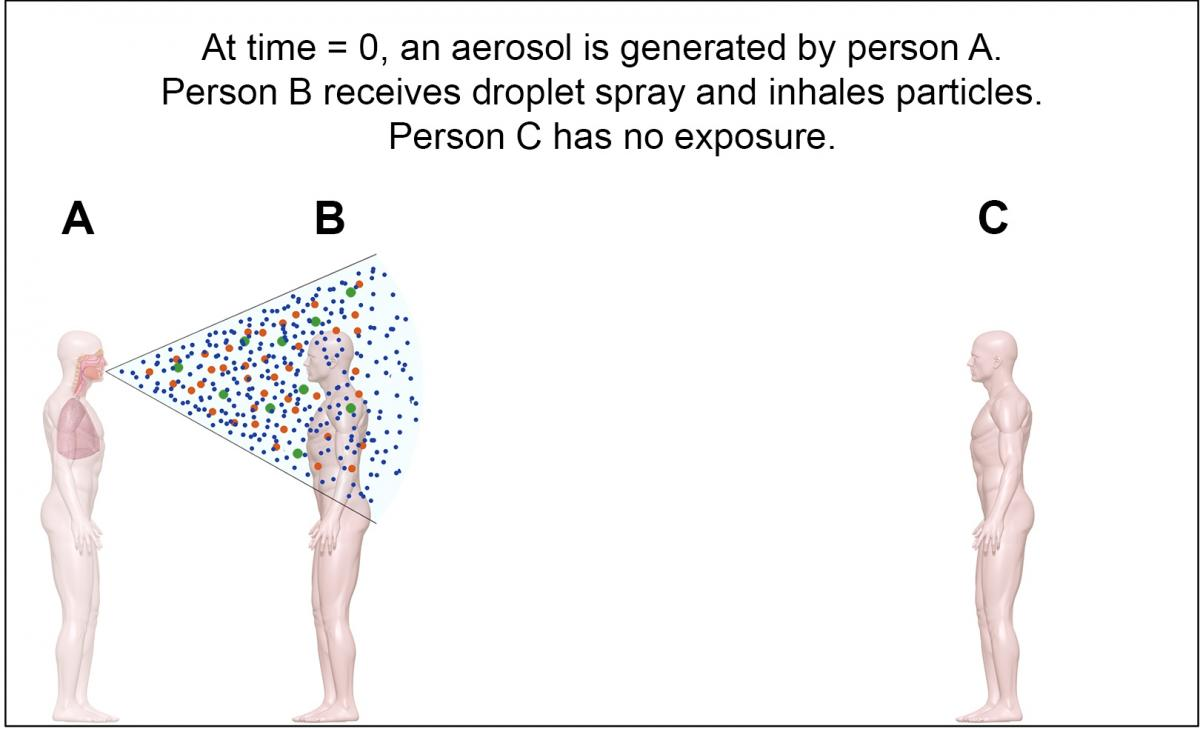 At time = 0, an aerosol is generated by person A.
Person B receives droplet spray and inhales particles.
Person C has no exposure.
A
B
C